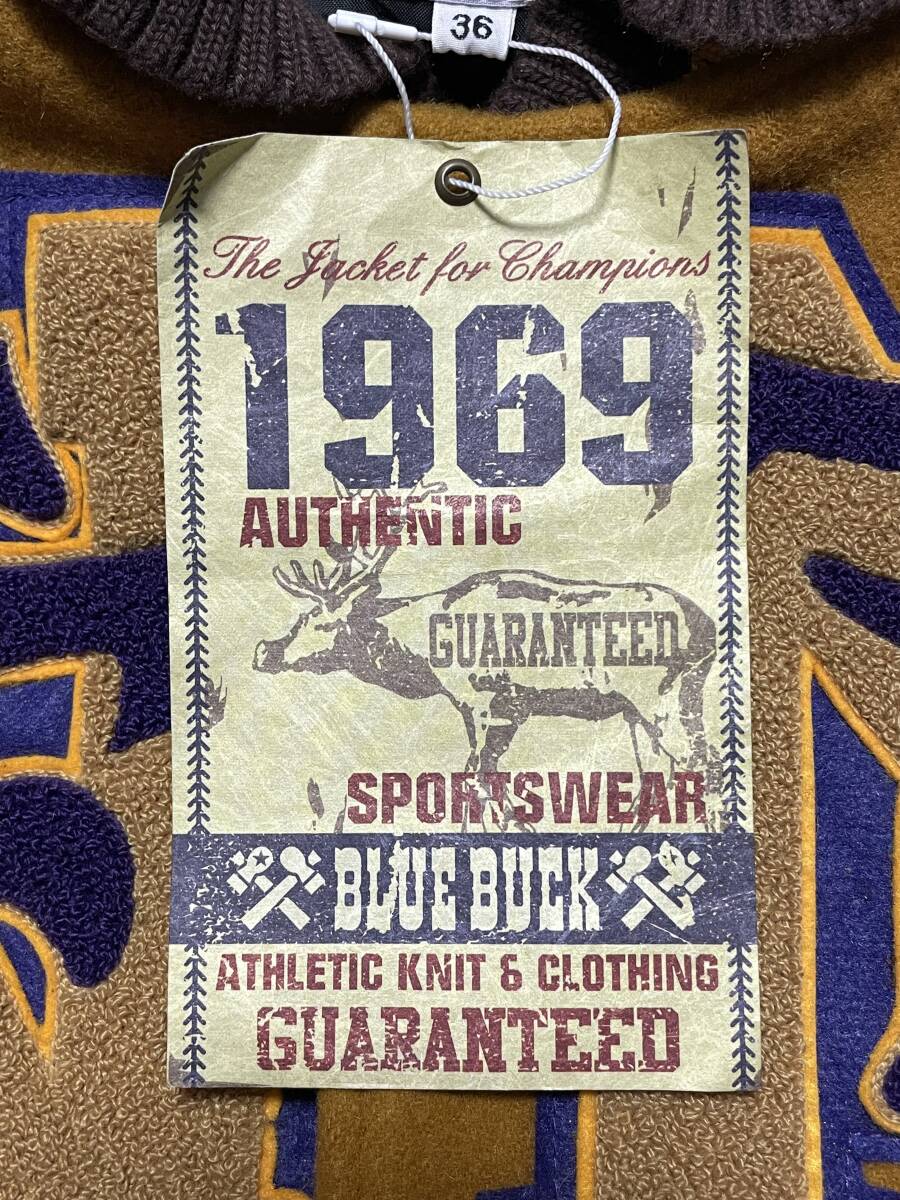 36
The Jacket for Champions
1969
AUTHENTIC
GUARANTEED
SPORTSWEAR
BLUE BUCK
ATHLETIC KNIT & CLOTHING
GUARANTEED